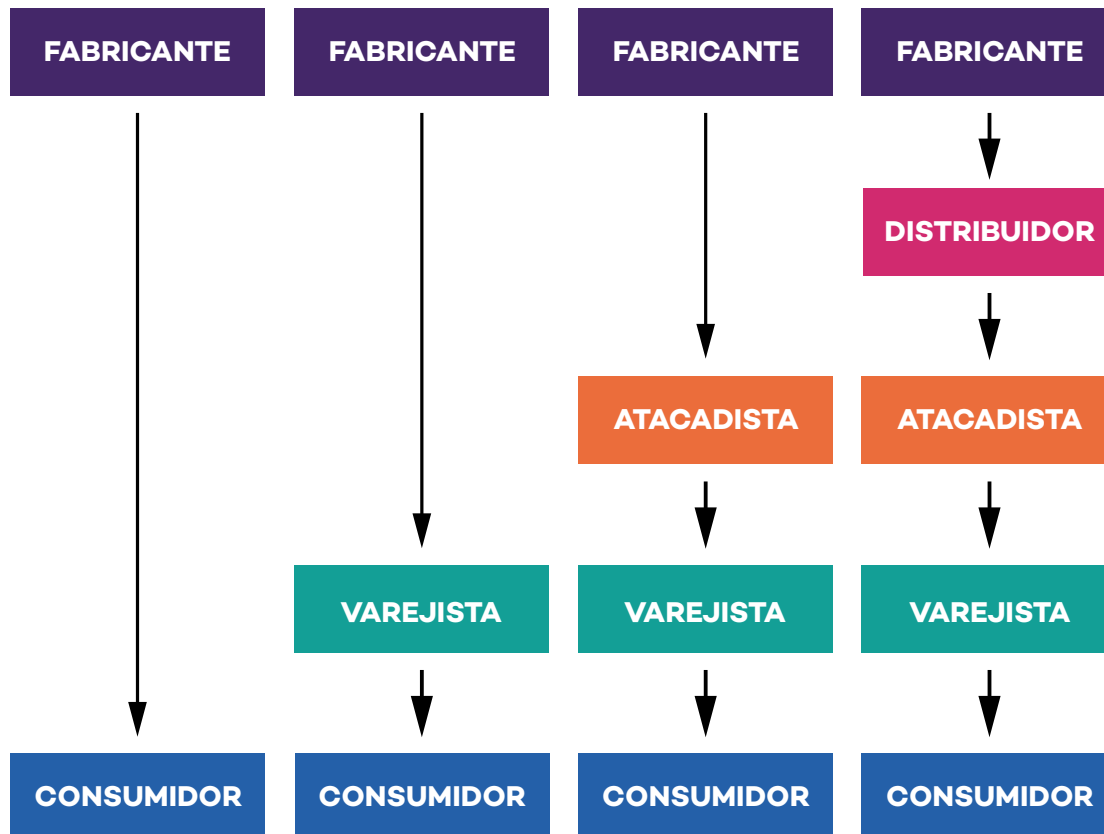 FABRICANTE
FABRICANTE
FABRICANTE
FABRICANTE
DISTRIBUIDOR
ATACADISTA
ATACADISTA
VAREJISTA
VAREJISTA
VAREJISTA
CONSUMIDOR
CONSUMIDOR
CONSUMIDOR
CONSUMIDOR